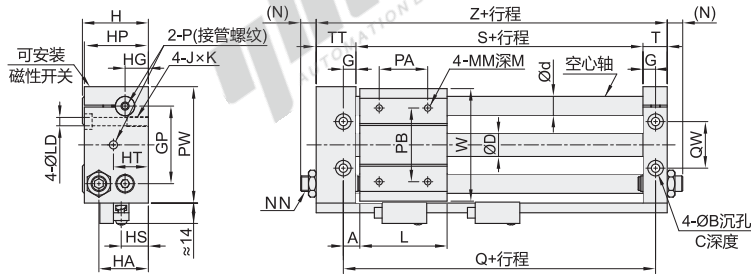 H
HP
HG
可安装
磁性开关
2-P(接管螺纹)
4-J×K
4-ØLD
GP
PW
HT
HS
HA
≈14
(N)
Z+行程
(N)
TT
S+行程
T
G
PA
4-MM深M
Ød
空心轴
G
PB
W
ØD
QW
NN
4-ØB沉孔
C深度
A
L
Q+行程